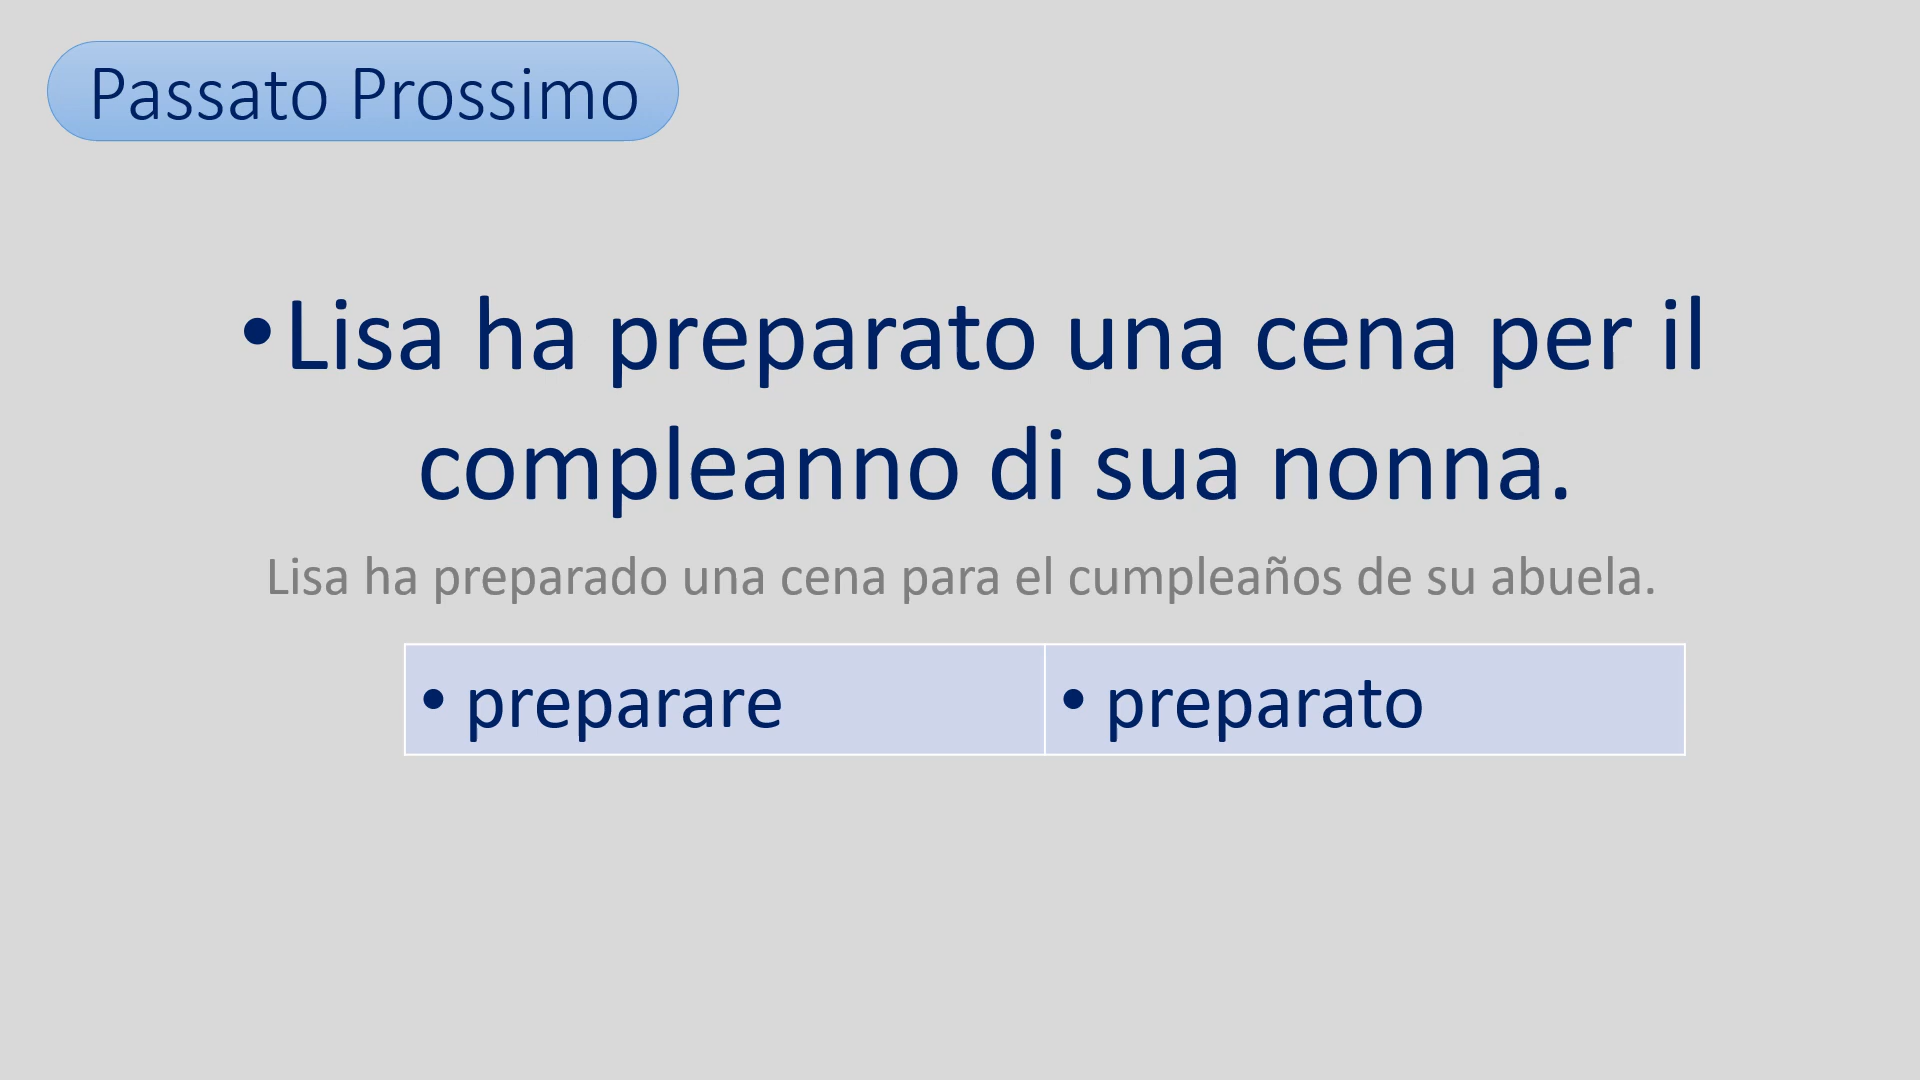 Passato Prossimo
•Lisa ha preparato una cena per il
compleanno di sua nonna.
Lisa ha preparado una cena para el cumpleaños de su abuela.
• preparare • preparato